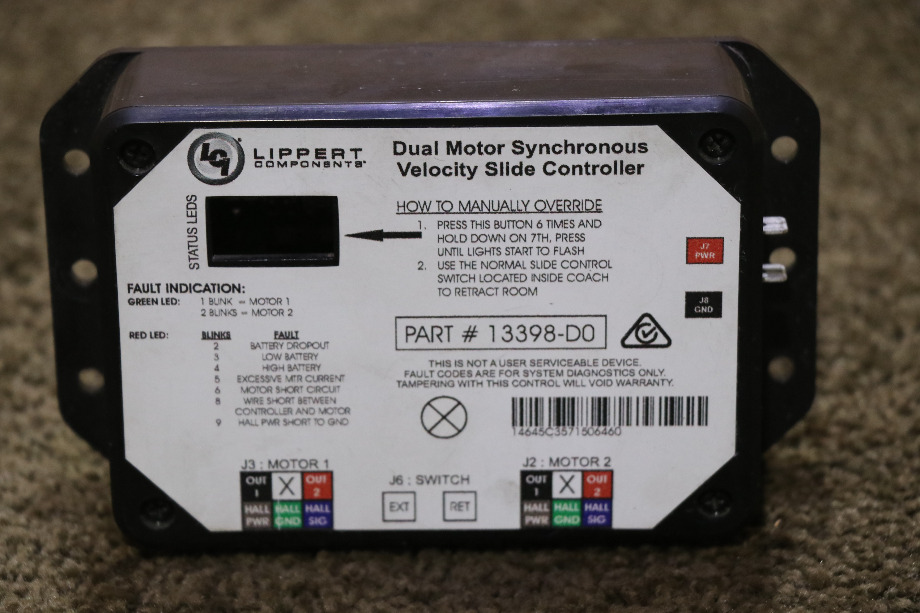 LCI
LIPPERT
COMPONENTS
Dual Motor Synchronous
Velocity Slide Controller
STATUS LEDS
HOW TO MANUALLY OVERRIDE
1. PRESS THIS BUTTON 6 TIMES AND
HOLD DOWN ON 7TH, PRESS
UNTIL LIGHTS START TO FLASH
2. USE THE NORMAL SLIDE CONTROL
SWITCH LOCATED INSIDE COACH
TO RETRACT ROOM
J7
PWR
J8
GND
FAULT INDICATION:
GREEN LED: 1 BLINK = MOTOR 1
2 BLINKS = MOTOR 2
RED LED: BLINKS FAULT
2 BATTERY DROPOUT
3 LOW BATTERY
4 HIGH BATTERY
5 EXCESSIVE MTR CURRENT
6 MOTOR SHORT CIRCUIT
8 WIRE SHORT BETWEEN
CONTROLLER AND MOTOR
9 HALL PWR SHORT TO GND
PART # 13398-D0
THIS IS NOT A USER SERVICEABLE DEVICE.
FAULT CODES ARE FOR SYSTEM DIAGNOSTICS ONLY.
TAMPERING WITH THIS CONTROL WILL VOID WARRANTY.
14645C3571506460
J3 : MOTOR 1
OUT 1 X OUT 2
HALL PWR HALL GND HALL SIG
J6 : SWITCH
EXT RET
J2 : MOTOR 2
OUT 1 X OUT 2
HALL PWR HALL GND HALL SIG